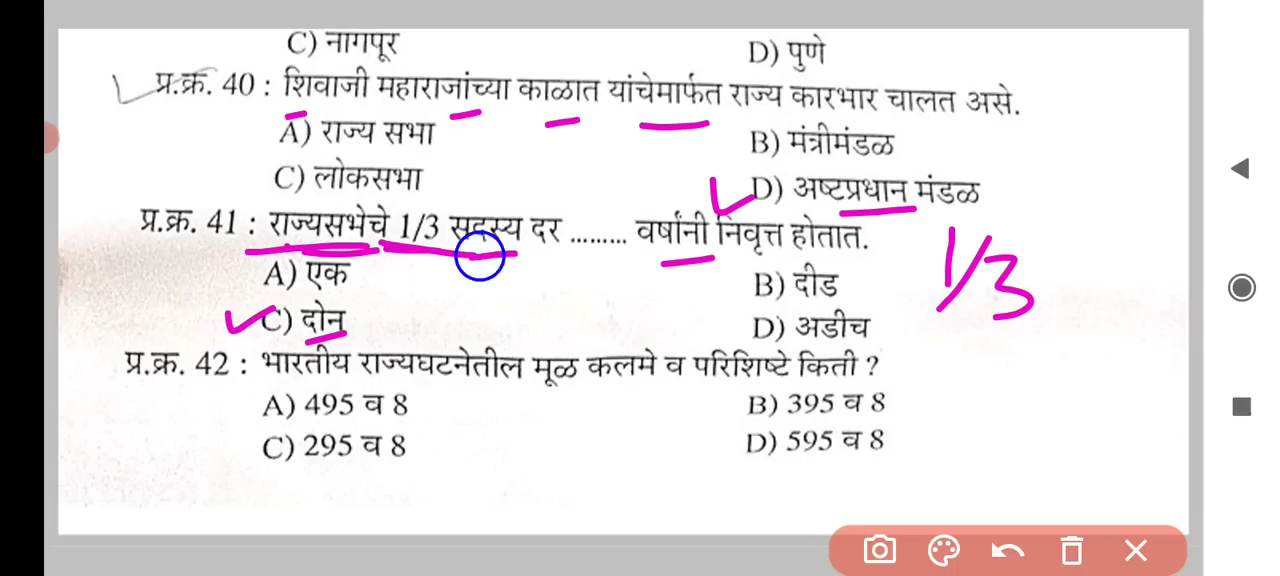 C) नागपूर D) पुणे
प्र.क्र. 40 : शिवाजी महाराजांच्या काळात यांचेमार्फत राज्य कारभार चालत असे.
A) राज्य सभा B) मंत्रीमंडळ
C) लोकसभा D) अष्टप्रधान मंडळ
प्र.क्र. 41 : राज्यसभेचे 1/3 सदस्य दर ......... वर्षांनी निवृत्त होतात.
1/3
A) एक B) दीड
C) दोन D) अडीच
प्र.क्र. 42 : भारतीय राज्यघटनेतील मूळ कलमे व परिशिष्टे किती ?
A) 495 व 8 B) 395 व 8
C) 295 व 8 D) 595 व 8